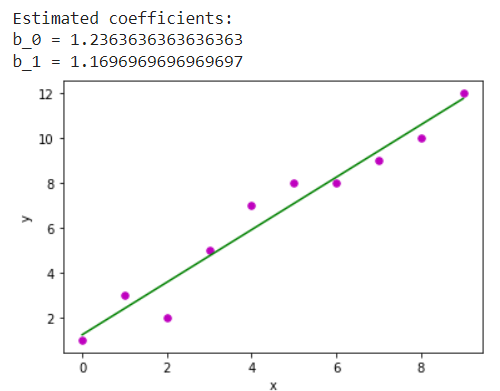 Estimated coefficients:
b_0 = 1.2363636363636363
b_1 = 1.1696969696969697
12
10
8
6
4
2
y
0 2 4 6 8
x